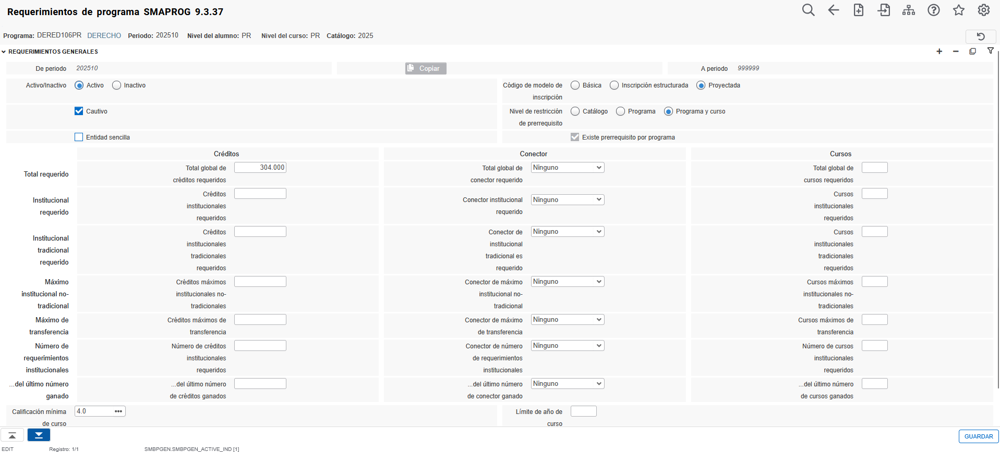 Requerimientos de programa SMAPROG 9.3.37
Programa: DERED106PR DERECHO Periodo: 202510 Nivel del alumno: PR Nivel del curso: PR Catálogo: 2025
REQUERIMIENTOS GENERALES
De periodo 202510 Copiar A periodo 999999
Activo/Inactivo Activo Inactivo Código de modelo de Básica Inscripción estructurada Proyectada
inscripción
Cautivo Nivel de restricción Catálogo Programa Programa y curso
de prerrequisito
Entidad sencilla Existe prerrequisito por programa
Créditos Conector Cursos
Total requerido
Total global de 304.000 Total global de Ninguno Total global de
créditos requeridos conector requerido cursos requeridos
Institucional
requerido
Créditos
institucionales
requeridos
Conector institucional Ninguno
requerido
Cursos
institucionales
requeridos
Institucional
tradicional
requerido
Créditos
institucionales
tradicionales
requeridos
Conector de Ninguno
institucional
tradicional es
requerido
Cursos
institucionales
tradicionales
requeridos
Máximo
institucional no-
tradicional
Créditos máximos
institucionales no-
tradicionales
Conector de máximo Ninguno
institucional no-
tradicional
Cursos máximos
institucionales no-
tradicionales
Máximo de
transferencia
Créditos máximos de
transferencia
Conector de máximo Ninguno
de transferencia
Cursos máximos de
transferencia
Número de
requerimientos
institucionales
Número de créditos
institucionales
requeridos
Conector de número Ninguno
de requerimientos
institucionales
Número de cursos
institucionales
requeridos
...del último número
ganado
...del último número
de créditos ganados
...del último número Ninguno
de conector ganado
...del último número
de cursos ganados
Calificación mínima 4.0
de curso
Límite de año de
curso
GUARDAR
EDIT Registro: 1/1 SMBPGEN.SMBPGEN_ACTIVE_IND [1]